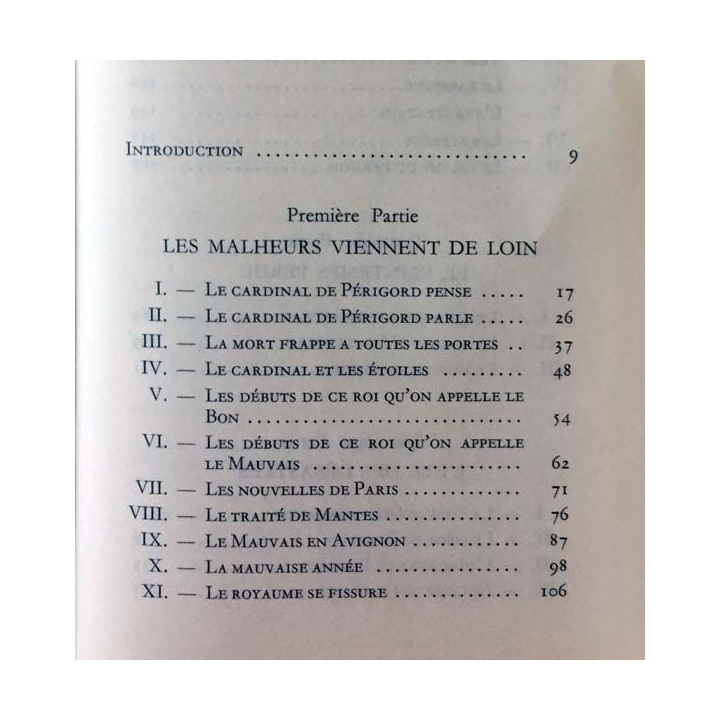 INTRODUCTION ............................. 9
Première Partie
LES MALHEURS VIENNENT DE LOIN
I. — LE CARDINAL DE PÉRIGORD PENSE ..... 17
II. — LE CARDINAL DE PÉRIGORD PARLE ..... 26
III. — LA MORT FRAPPE A TOUTES LES PORTES .. 37
IV. — LE CARDINAL ET LES ÉTOILES ......... 48
V. — LES DÉBUTS DE CE ROI QU'ON APPELLE LE
BON .............................. 54
VI. — LES DÉBUTS DE CE ROI QU'ON APPELLE
LE MAUVAIS ...................... 62
VII. — LES NOUVELLES DE PARIS ............. 71
VIII. — LE TRAITÉ DE MANTES ............... 76
IX. — LE MAUVAIS EN AVIGNON ............ 87
X. — LA MAUVAISE ANNÉE ................. 98
XI. — LE ROYAUME SE FISSURE .............. 106